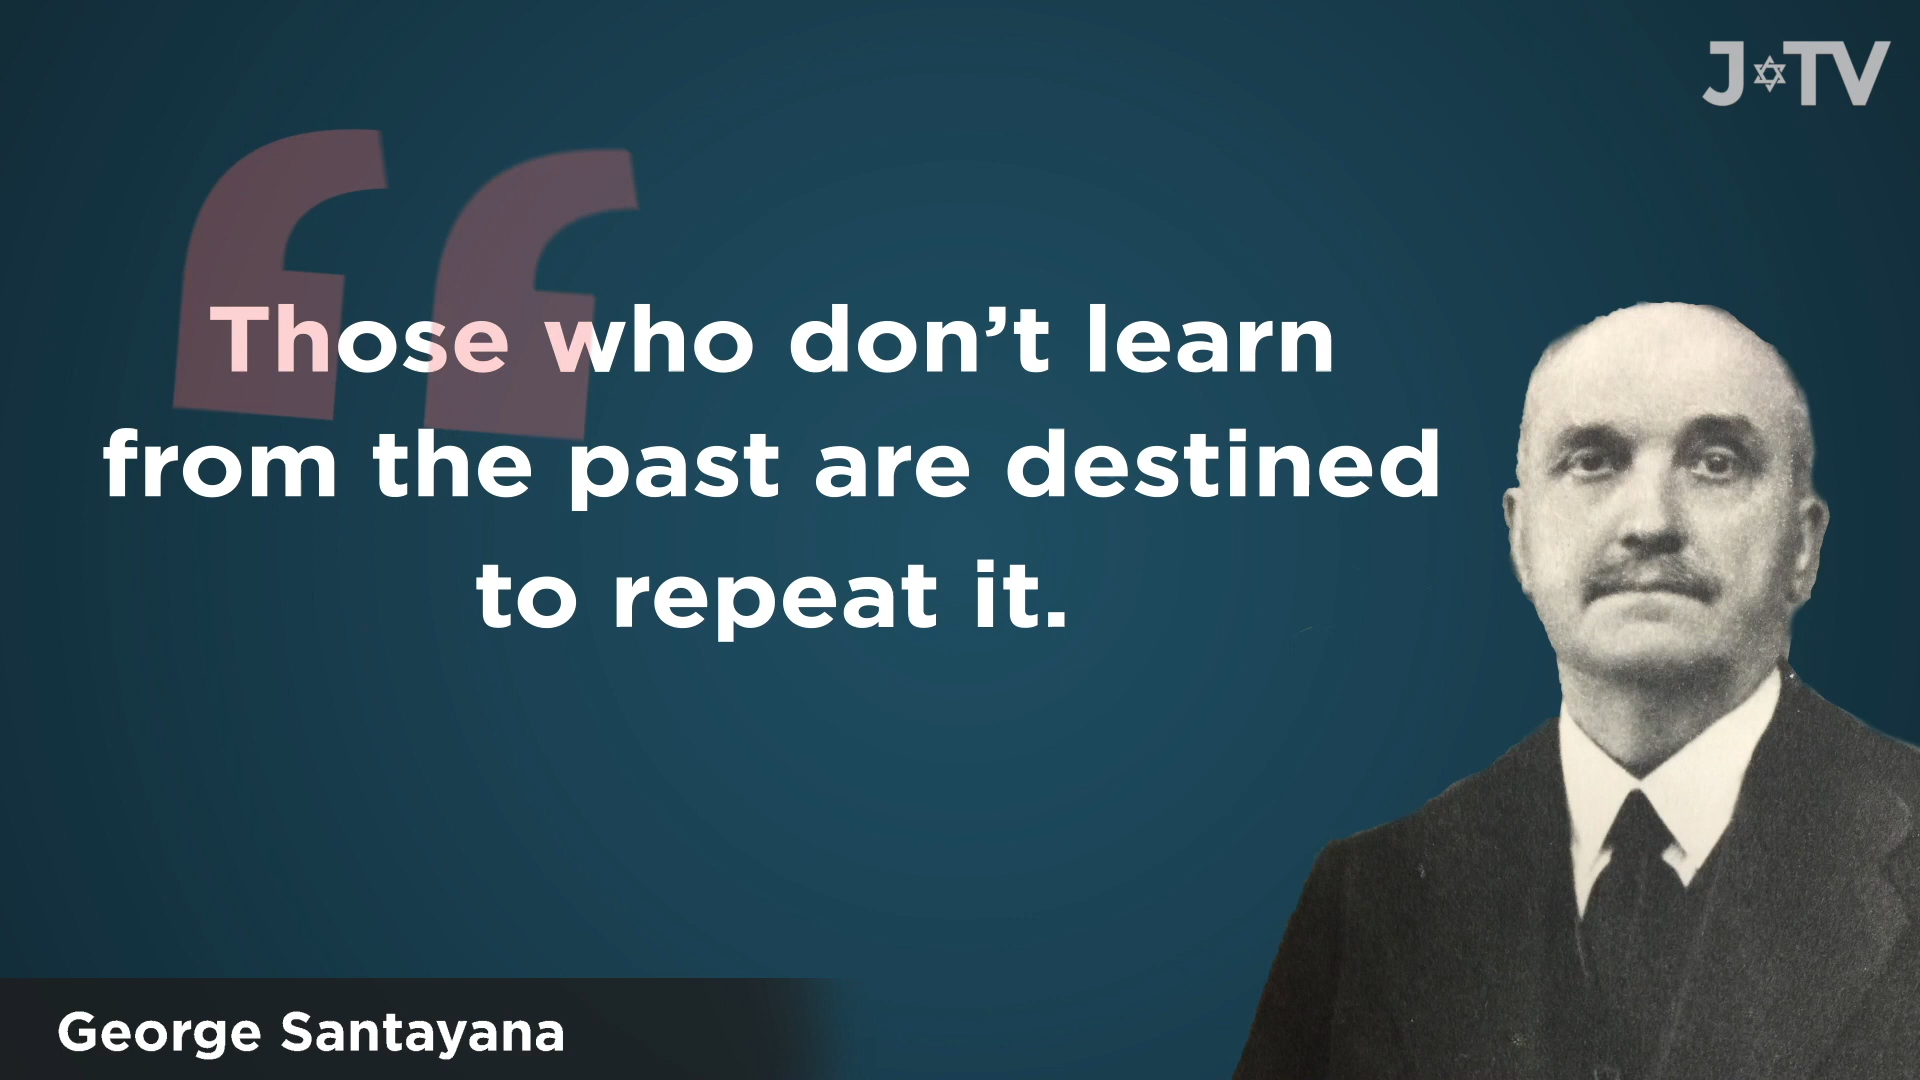 J✡TV
Those who don’t learn
from the past are destined
to repeat it.
George Santayana